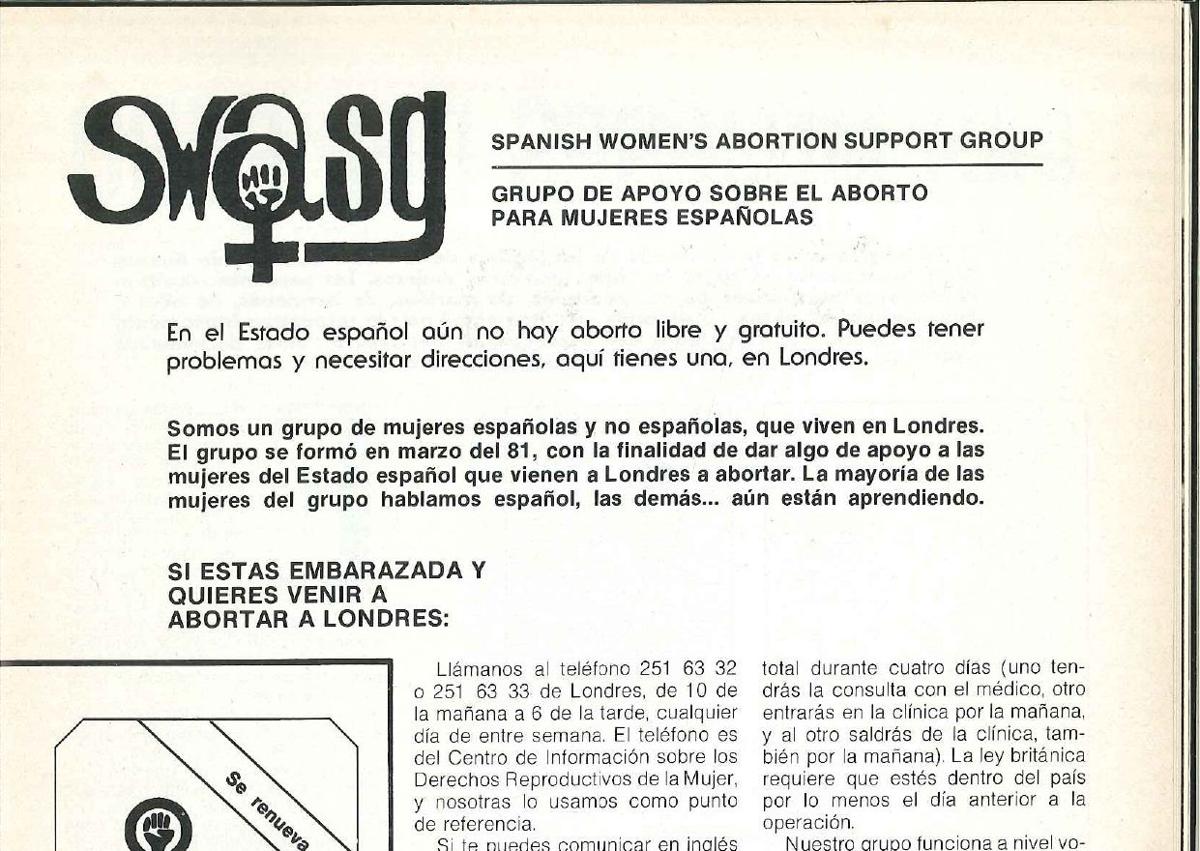 swasg
SPANISH WOMEN'S ABORTION SUPPORT GROUP
GRUPO DE APOYO SOBRE EL ABORTO
PARA MUJERES ESPAÑOLAS
En el Estado español aún no hay aborto libre y gratuito. Puedes tener
problemas y necesitar direcciones, aquí tienes una, en Londres.
Somos un grupo de mujeres españolas y no españolas, que viven en Londres.
El grupo se formó en marzo del 81, con la finalidad de dar algo de apoyo a las
mujeres del Estado español que vienen a Londres a abortar. La mayoría de las
mujeres del grupo hablamos español, las demás... aún están aprendiendo.
SI ESTAS EMBARAZADA Y
QUIERES VENIR A
ABORTAR A LONDRES:
Se renueva
Llámanos al teléfono 251 63 32
o 251 63 33 de Londres, de 10 de
la mañana a 6 de la tarde, cualquier
día de entre semana. El teléfono es
del Centro de Información sobre los
Derechos Reproductivos de la Mujer,
y nosotras lo usamos como punto
de referencia.
Si te puedes comunicar en inglés
total durante cuatro días (uno ten-
drás la consulta con el médico, otro
entrarás en la clínica por la mañana,
y al otro saldrás de la clínica, tam-
bién por la mañana). La ley británica
requiere que estés dentro del país
por lo menos el día anterior a la
operación.
Nuestro grupo funciona a nivel vo-